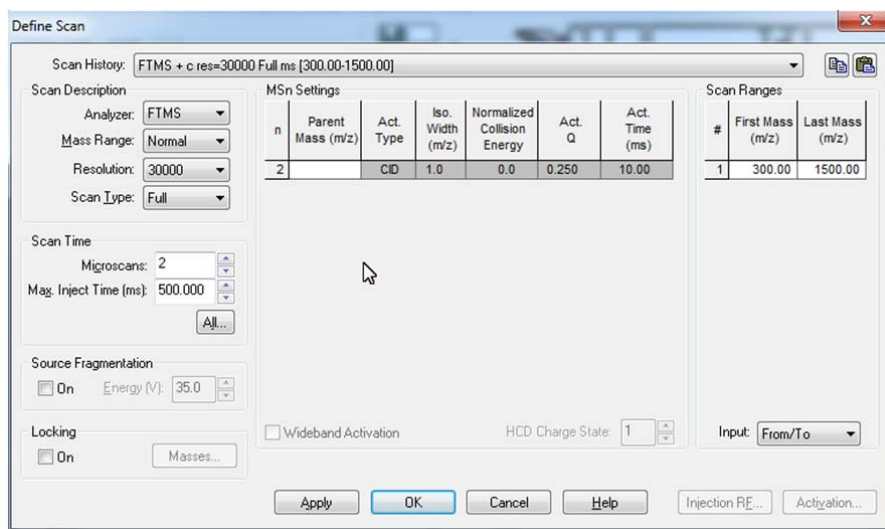 Define Scan
Scan History: FTMS + c res=30000 Full ms [300.00-1500.00]
Scan Description
Analyzer: FTMS
Mass Range: Normal
Resolution: 30000
Scan Type: Full
Scan Time
Microscans: 2
Max. Inject Time (ms): 500.000
All...
Source Fragmentation
On Energy (V): 35.0
Locking
On Masses...
MSn Settings
n Parent Mass (m/z) Act. Type Iso. Width (m/z) Normalized Collision Energy Act. Q Act. Time (ms)
2 CID 1.0 0.0 0.250 10.00
Wideband Activation HCD Charge State: 1
Scan Ranges
# First Mass (m/z) Last Mass (m/z)
1 300.00 1500.00
Input: From/To
Apply OK Cancel Help Injection RF... Activation...